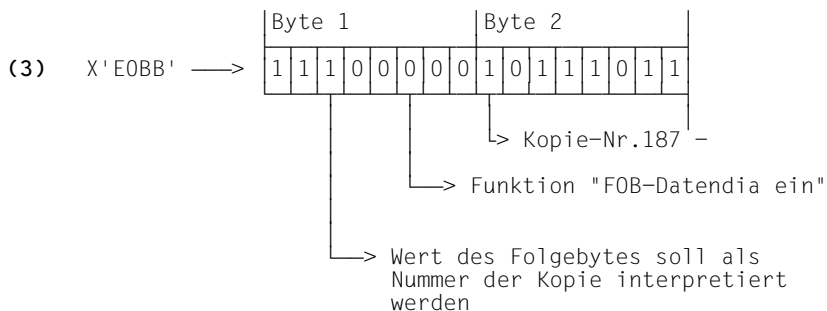 Byte 1 Byte 2
(3) X'E0BB' ───> 1 1 1 0 0 0 0 0 1 0 1 1 1 0 1 1
> Kopie-Nr.187 -
──> Funktion "FOB-Datendia ein"
──> Wert des Folgebytes soll als
Nummer der Kopie interpretiert
werden